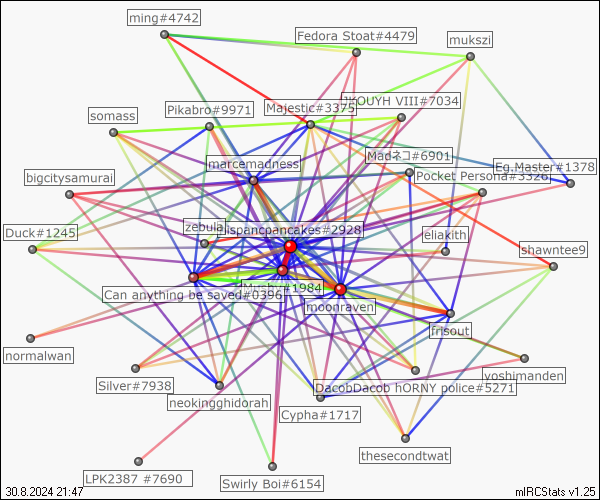 ming#4742
Fedora Stoat#4479
mukszi
somass
Pikabro#9971
Majestic#3375
KOUYH VIII#7034
marcemadness
Madネコ#6901
Eg.Master#1378
Pocket Persona#3326
bigcitysamurai
Duck#1245
zebula
hispancpancakes#2928
eliakith
shawntee9
#1984
Can anything be saved#0396
moonraven
frisout
normalwan
Silver#7938
neokingghidorah
DacobDacob hORNY police#5271
yoshimanden
Cypha#1717
thesecondtwat
LPK2387 #7690
Swirly Boi#6154
30.8.2024 21:47
mIRCStats v1.25